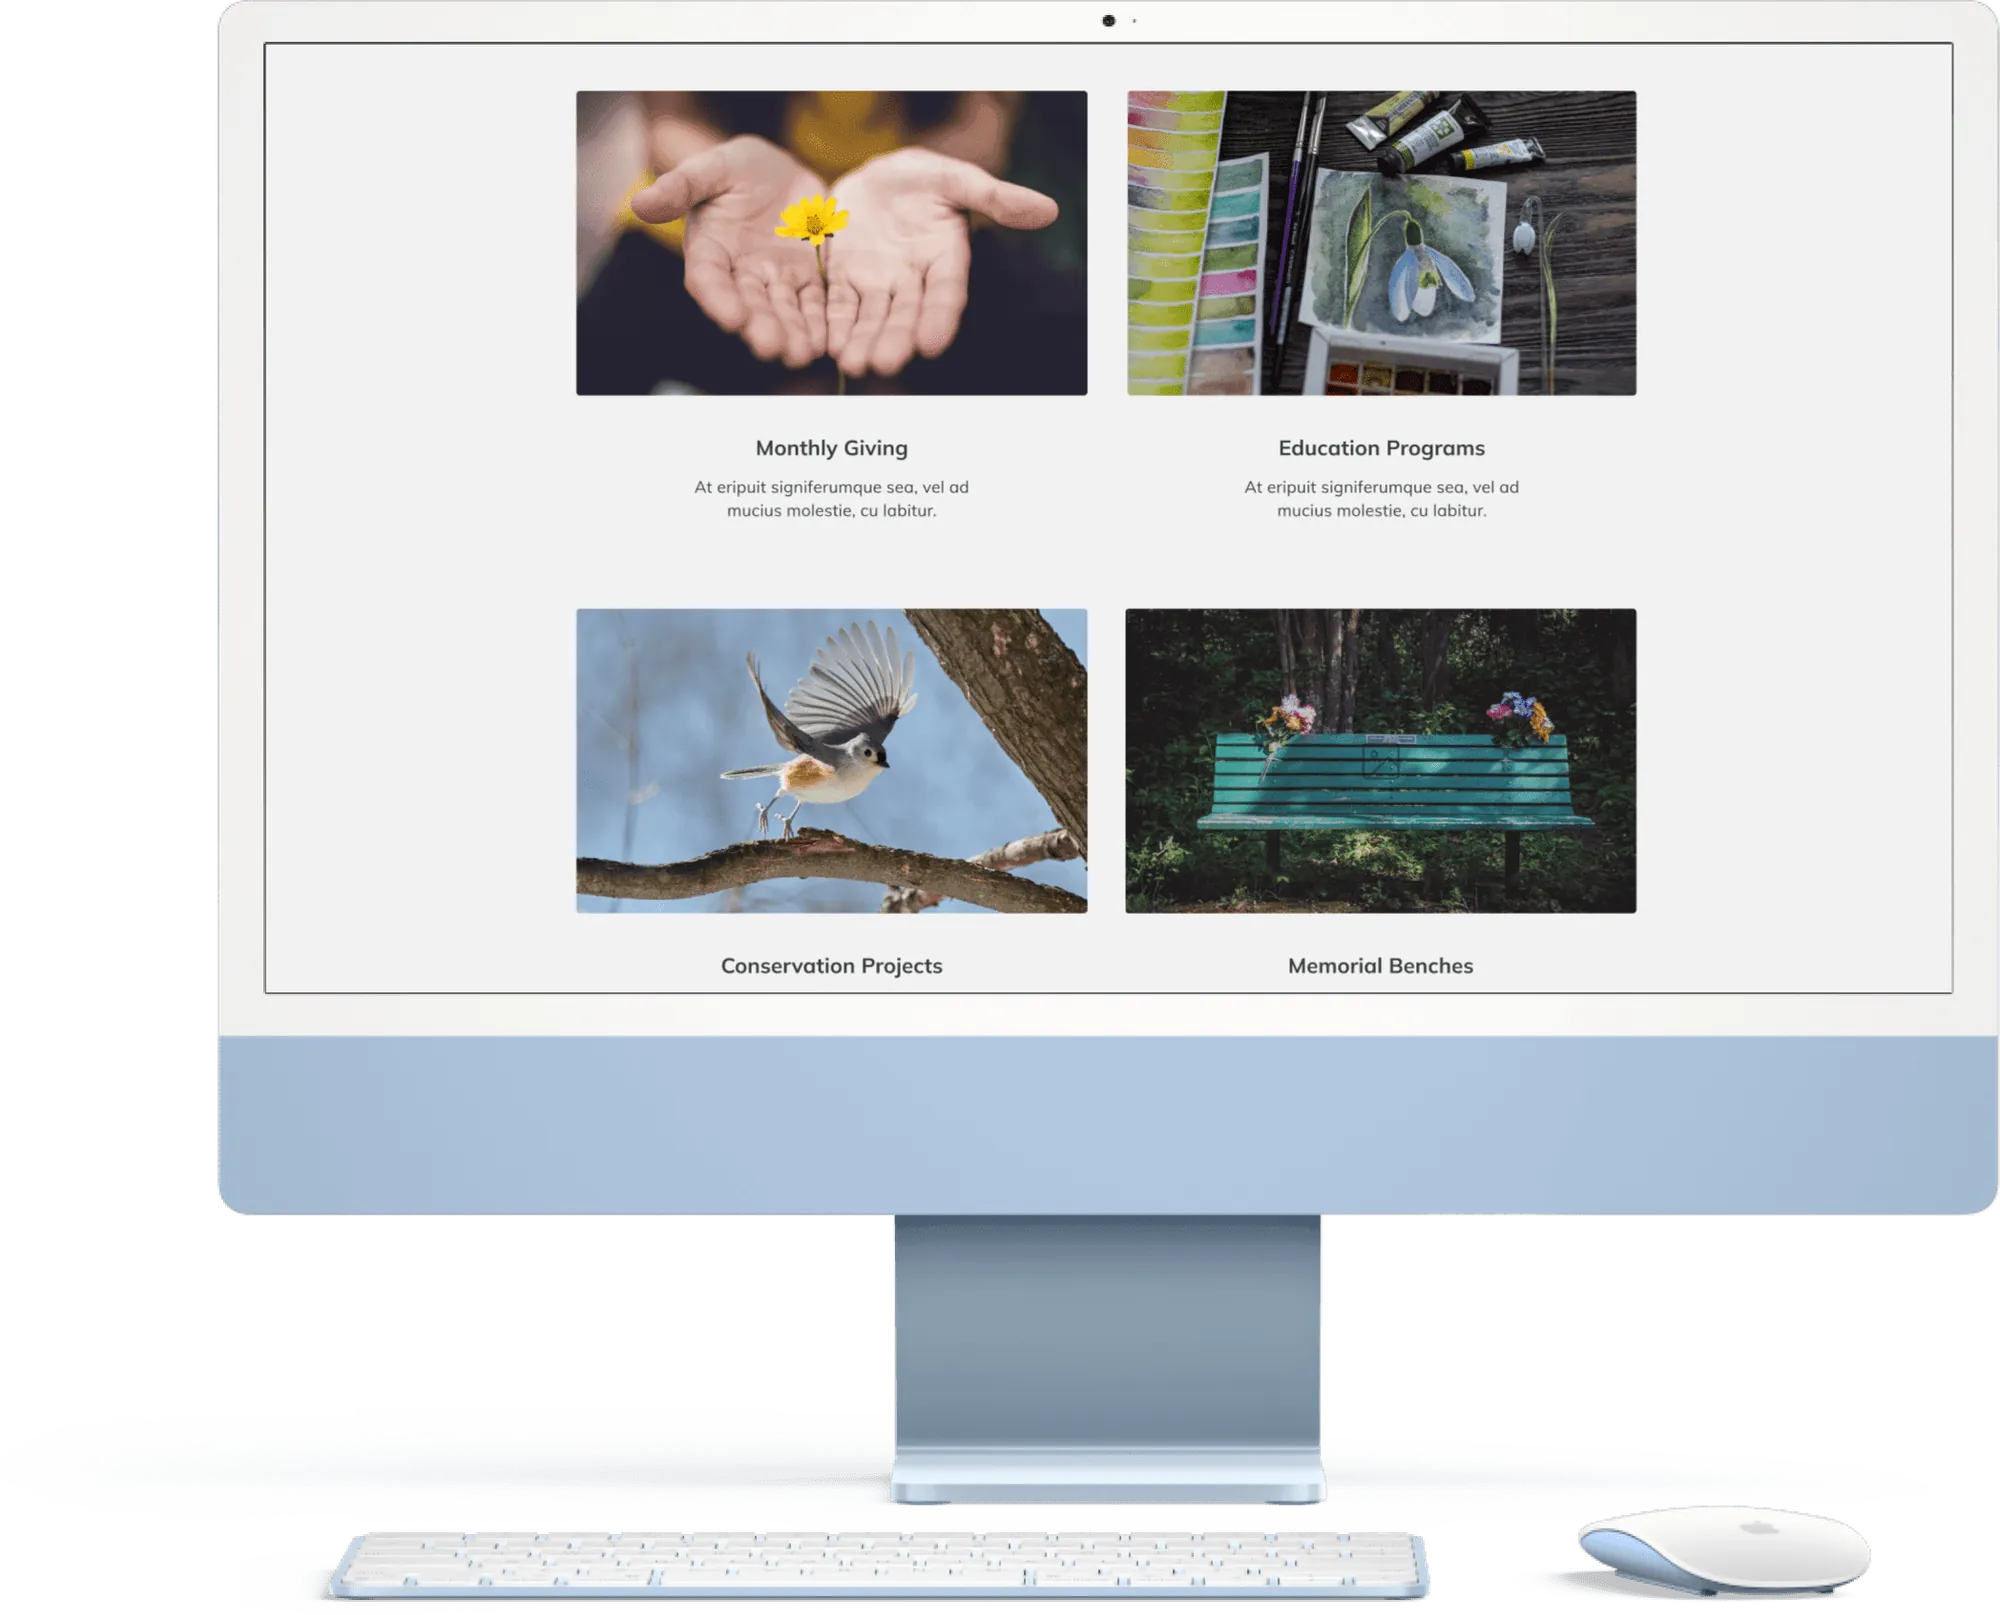 Monthly Giving
At eripuit signiferumque sea, vel ad
mucius molestie, cu labitur.
Education Programs
At eripuit signiferumque sea, vel ad
mucius molestie, cu labitur.
Conservation Projects
Memorial Benches